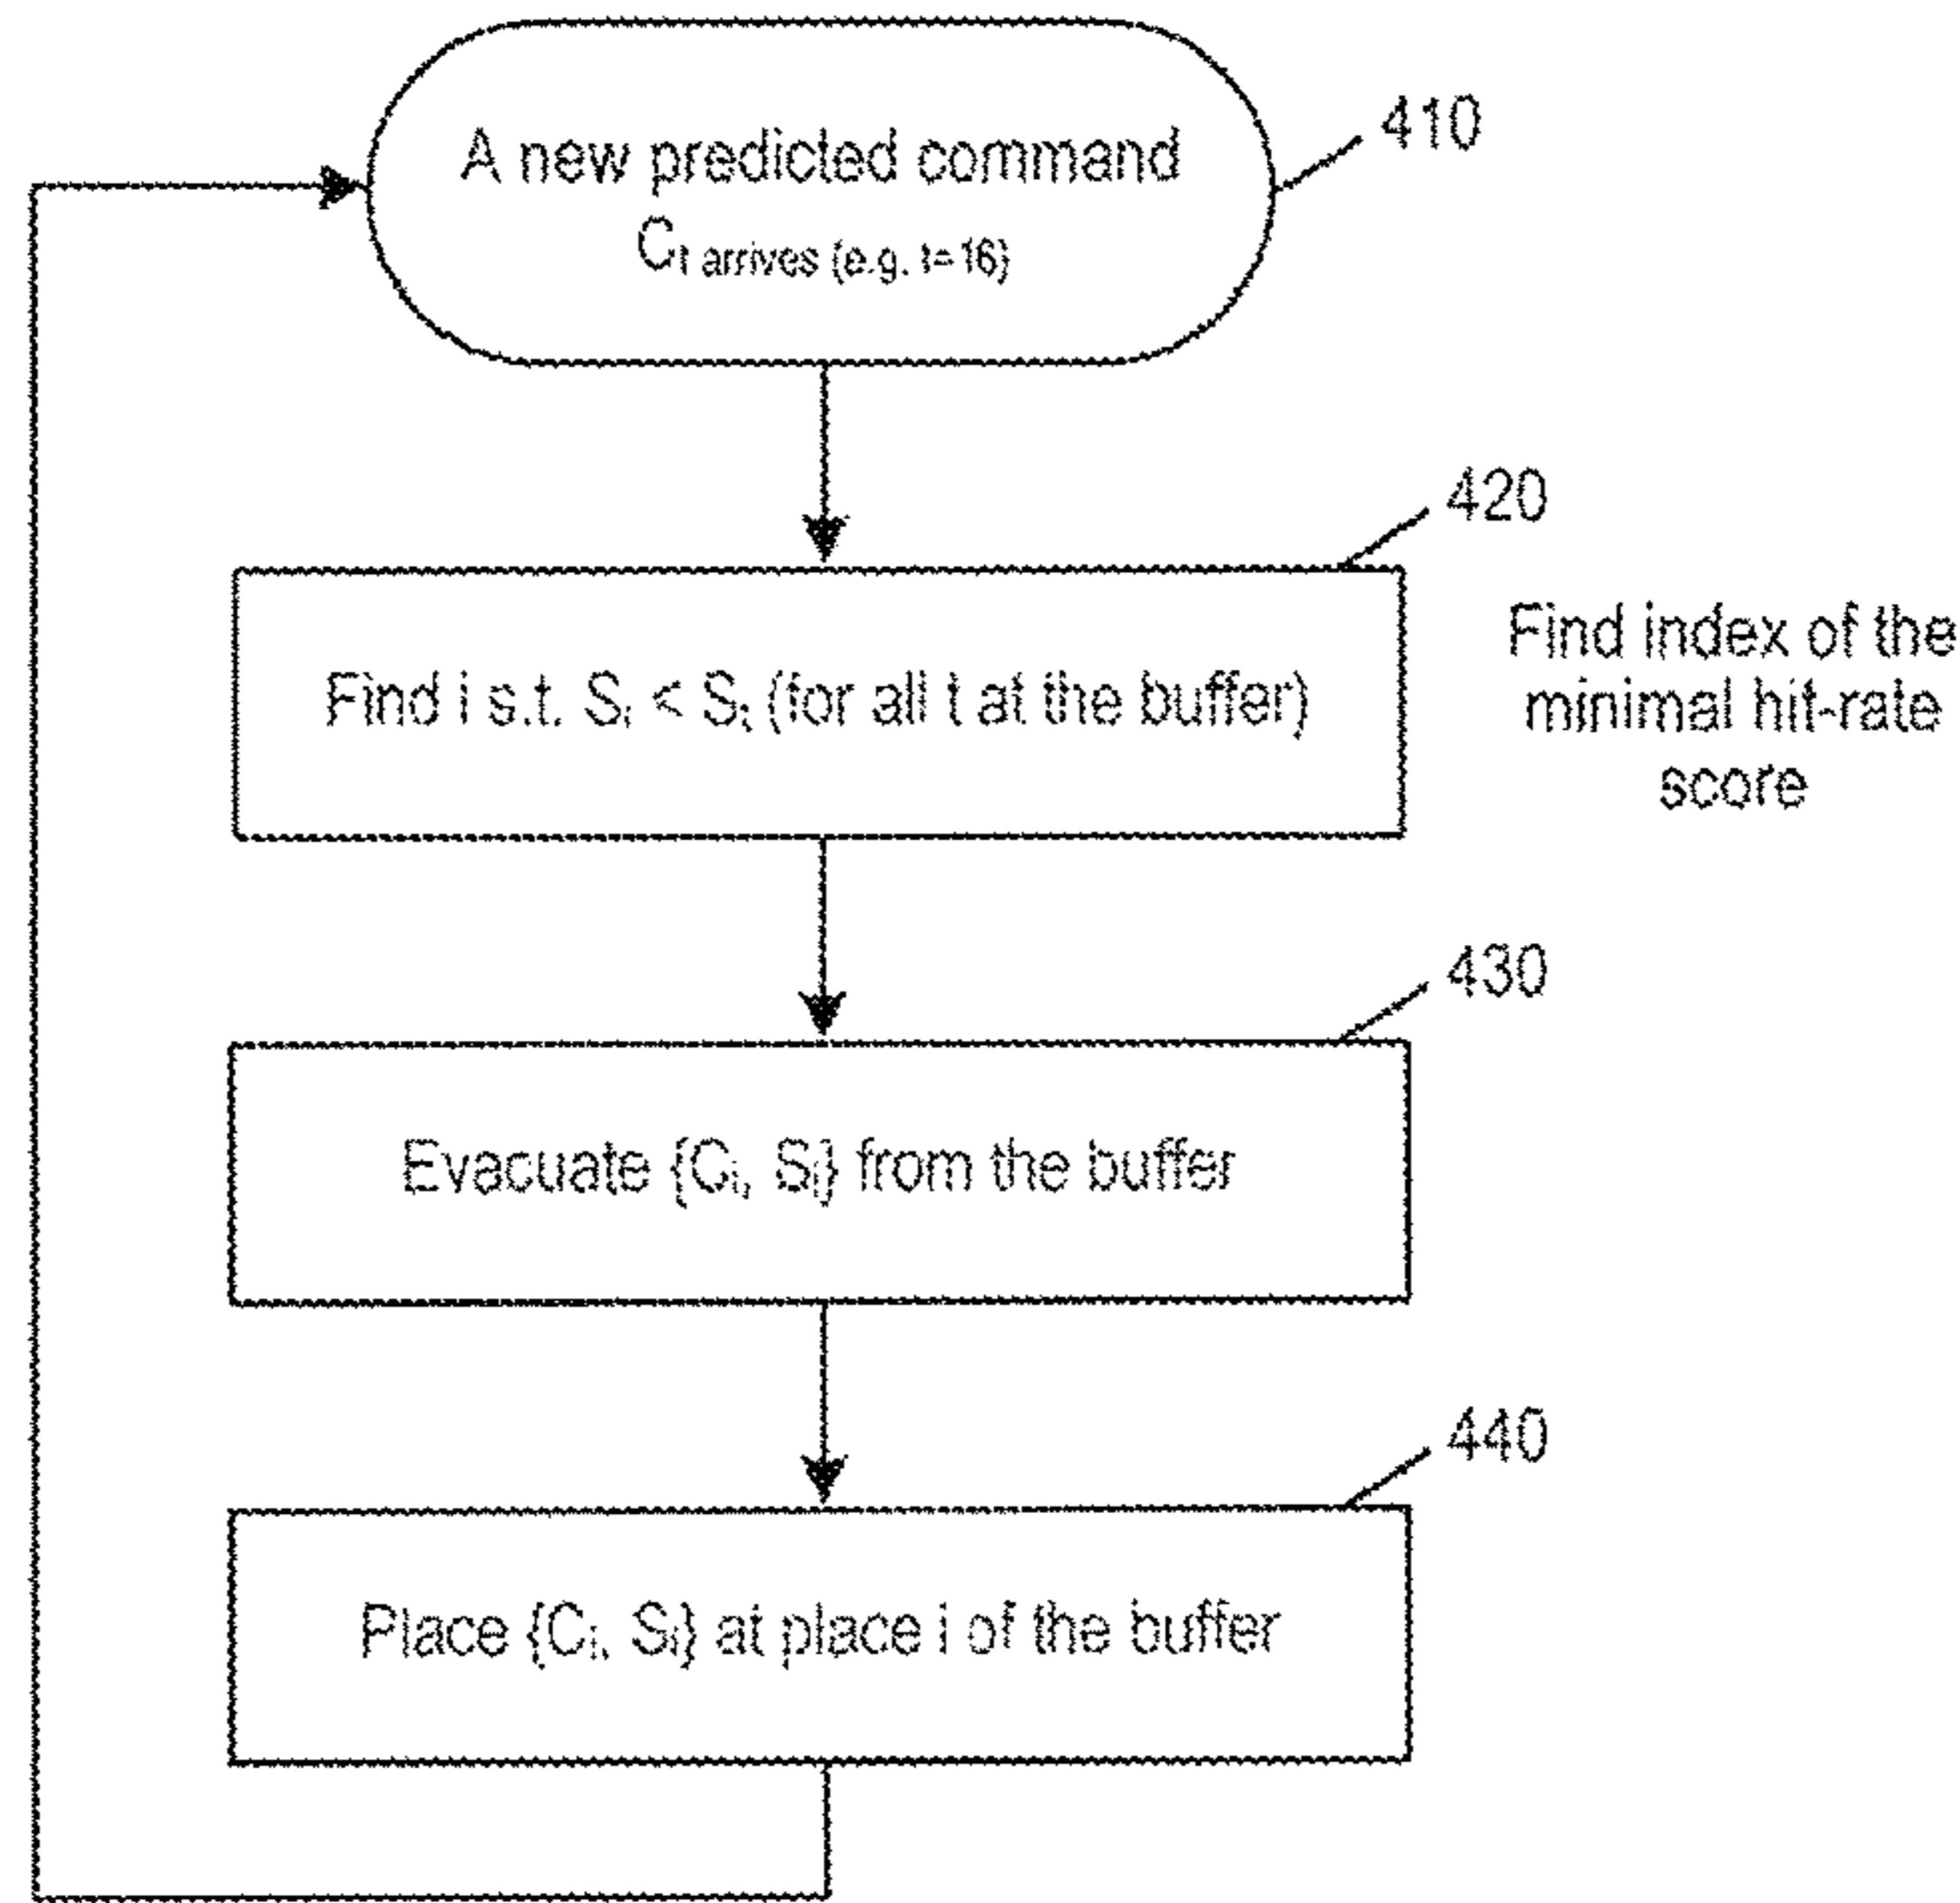 A new predicted command
Ct arrives (e.g. t=16)
410
420
Find i s.t. Si < St (for all t at the buffer)
Find index of the
minimal hit-rate
score
430
Evacuate {Ci, Si} from the buffer
440
Place {Ci, Si} at place i of the buffer